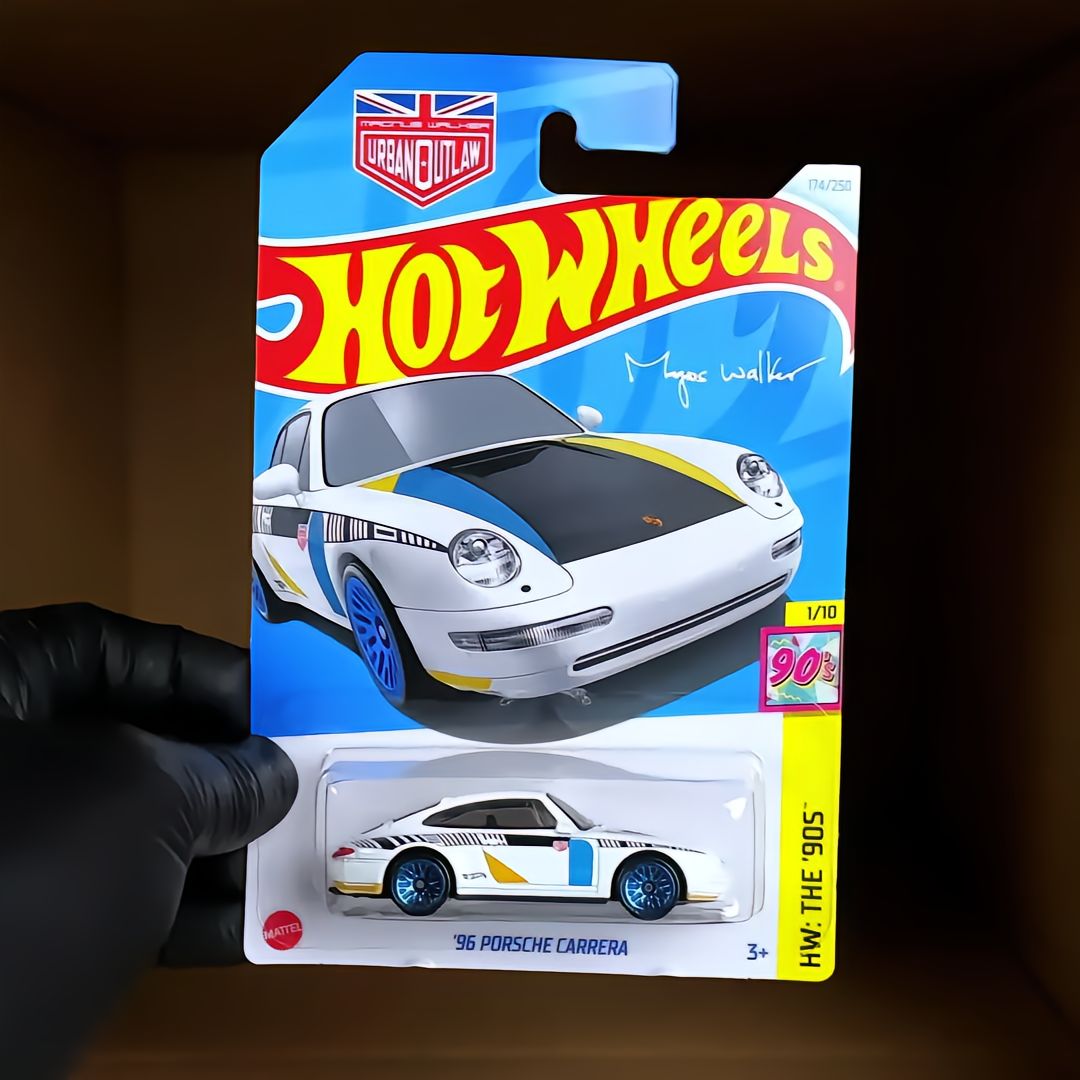 MAGNUS WALKER
URBAN OUTLAW
174/250
HOT WHEELS
Magnus Walker
1/10
90's
HW: THE '90S™
MATTEL
'96 PORSCHE CARRERA
3+